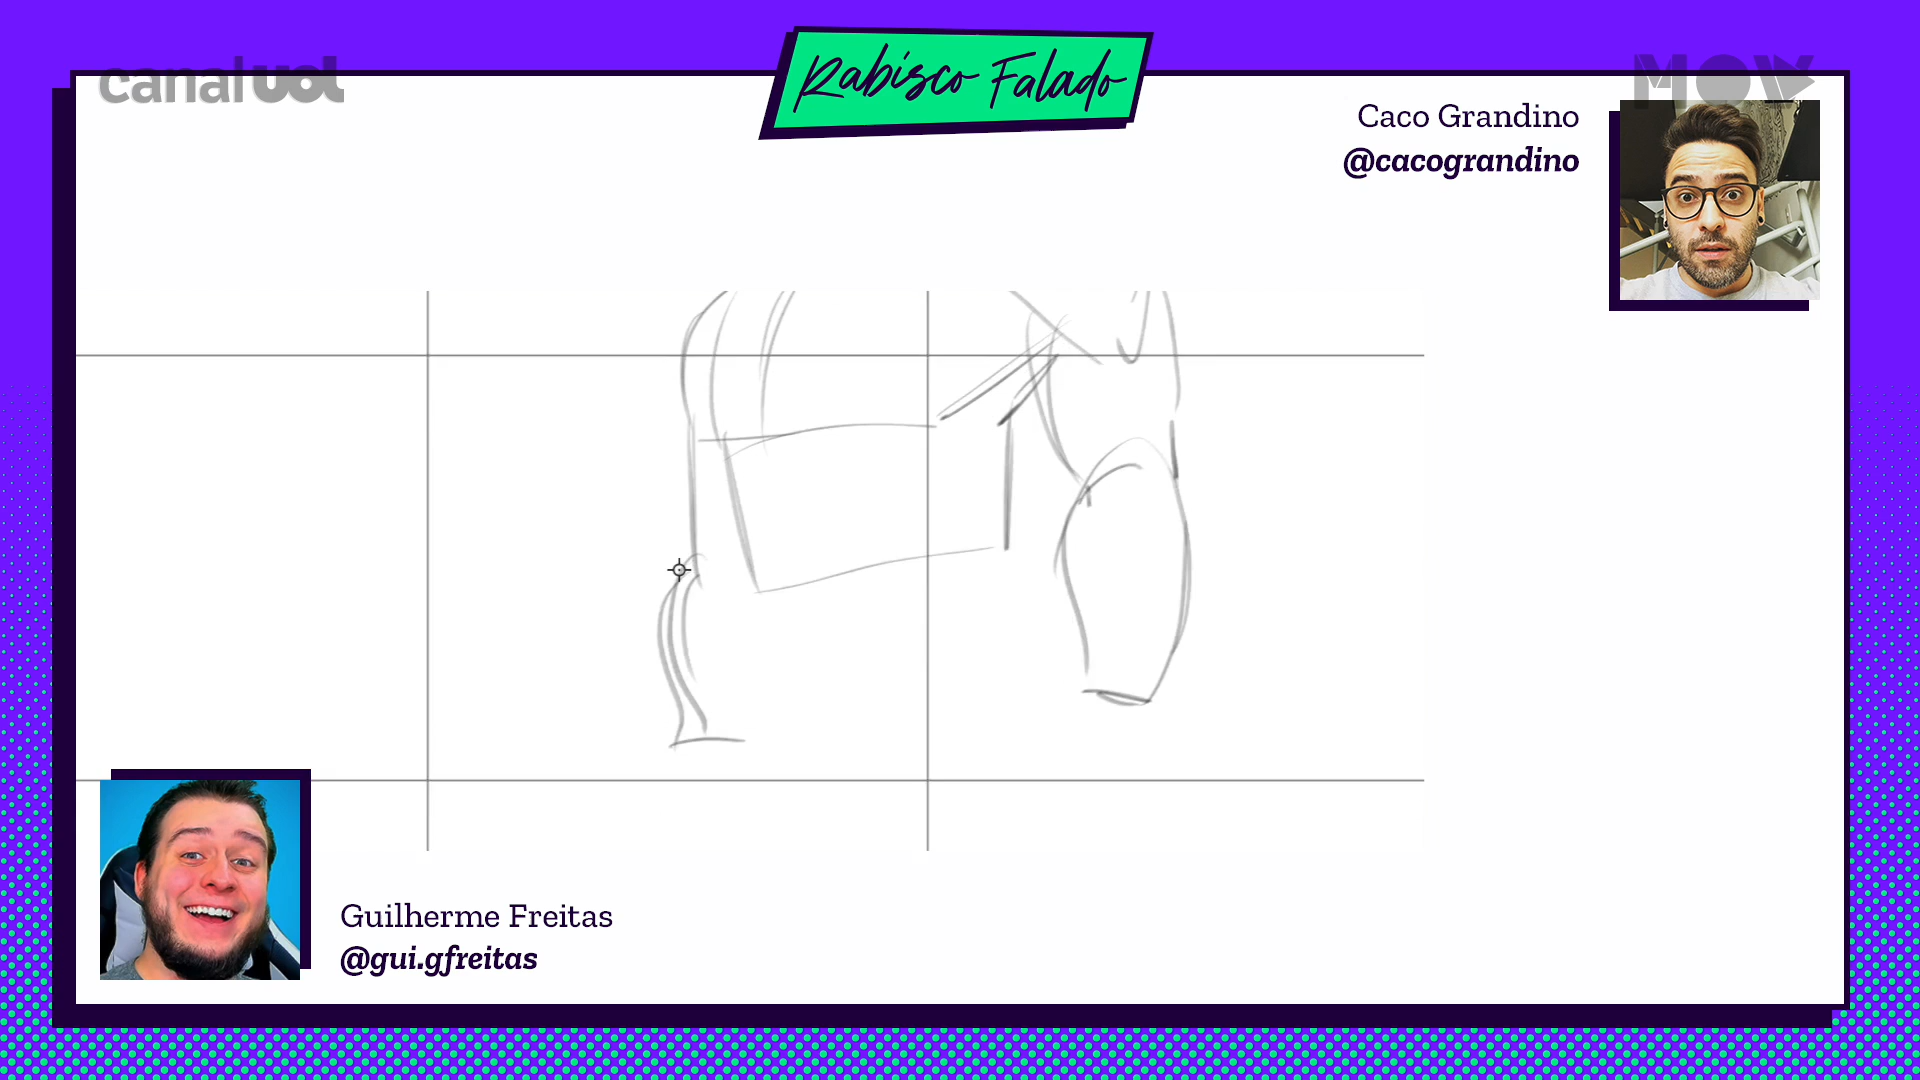 canal UOL
Rabisco Falado
MOV
Caco Grandino
@cacograndino
Guilherme Freitas
@gui.gfreitas